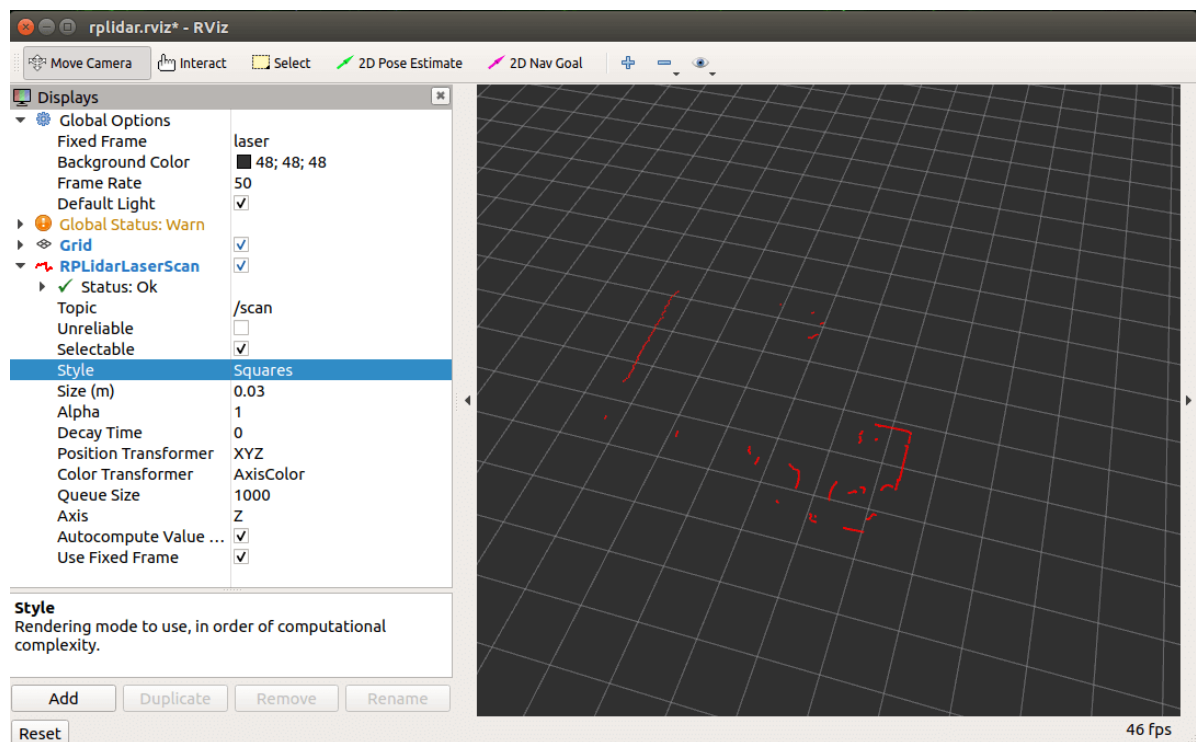 rplidar.rviz* - RViz
Move Camera Interact Select 2D Pose Estimate 2D Nav Goal
Displays
Global Options
Fixed Frame laser
Background Color 48; 48; 48
Frame Rate 50
Default Light
Global Status: Warn
Grid
RPLidarLaserScan
Status: Ok
Topic /scan
Unreliable
Selectable
Style Squares
Size (m) 0.03
Alpha 1
Decay Time 0
Position Transformer XYZ
Color Transformer AxisColor
Queue Size 1000
Axis Z
Autocompute Value ...
Use Fixed Frame
Style
Rendering mode to use, in order of computational
complexity.
Add Duplicate Remove Rename
Reset 46 fps